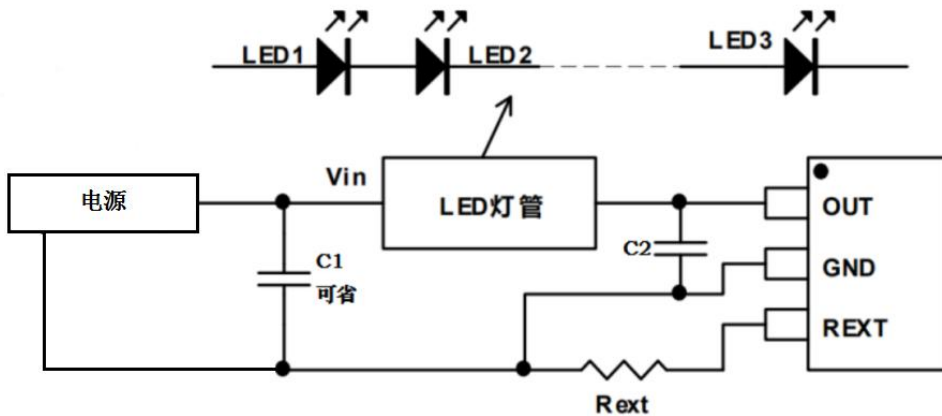 LED1
LED2
LED3
电源
Vin
LED灯管
OUT
C1
可省
C2
GND
REXT
Rext